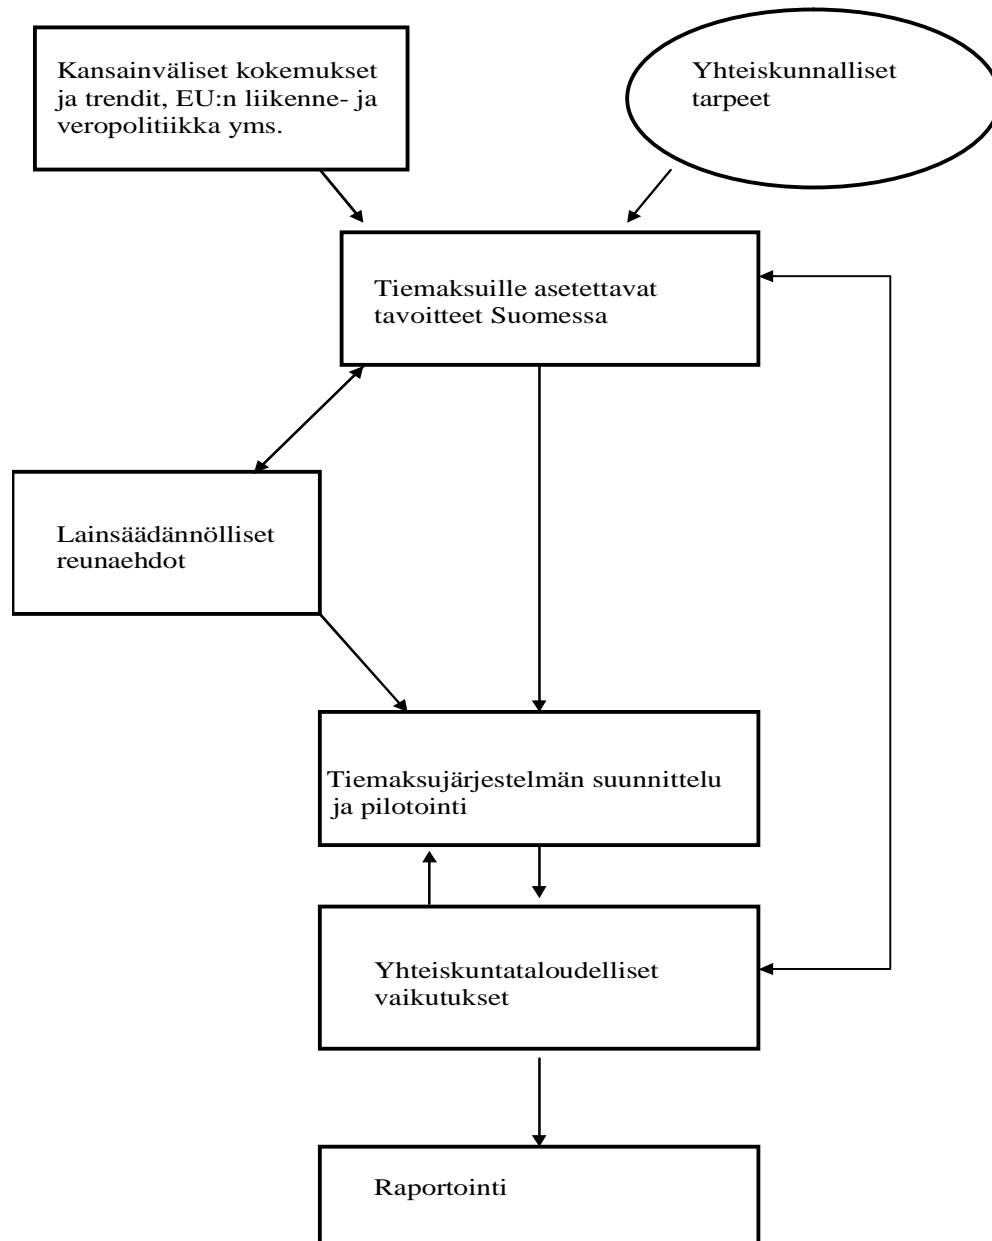 Kansainväliset kokemukset
ja trendit, EU:n liikenne- ja
veropolitiikka yms.
Yhteiskunnalliset
tarpeet
Tiemaksuille asetettavat
tavoitteet Suomessa
Lainsäädännölliset
reunaehdot
Tiemaksujärjestelmän suunnittelu
ja pilotointi
Yhteiskuntataloudelliset
vaikutukset
Raportointi